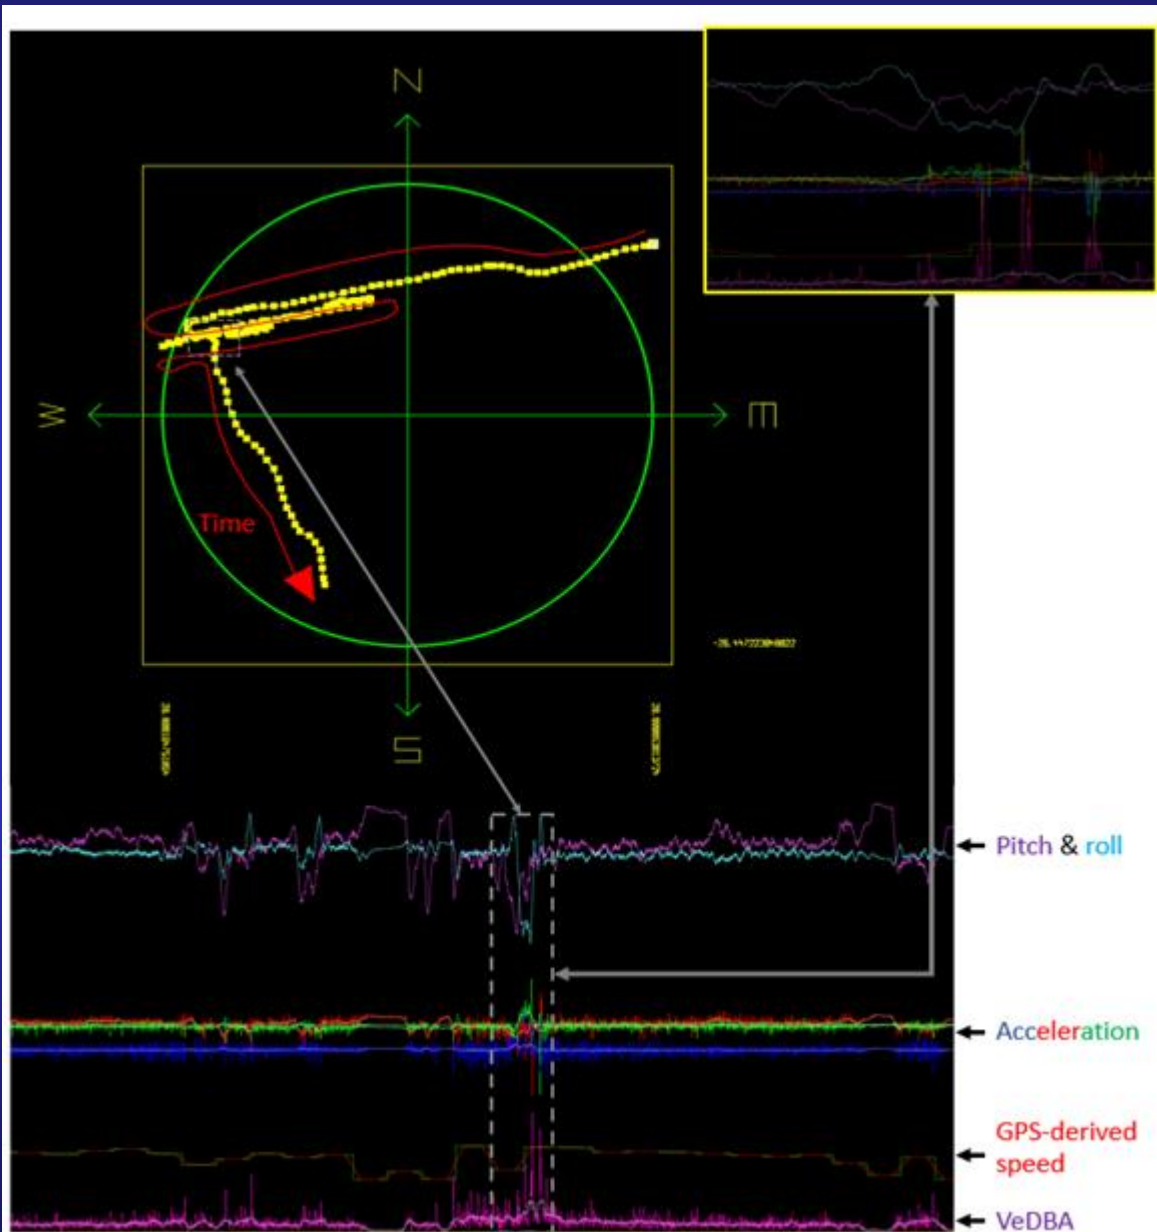 N
W
E
Time
S
Pitch & roll
Acceleration
GPS-derived
speed
VeDBA